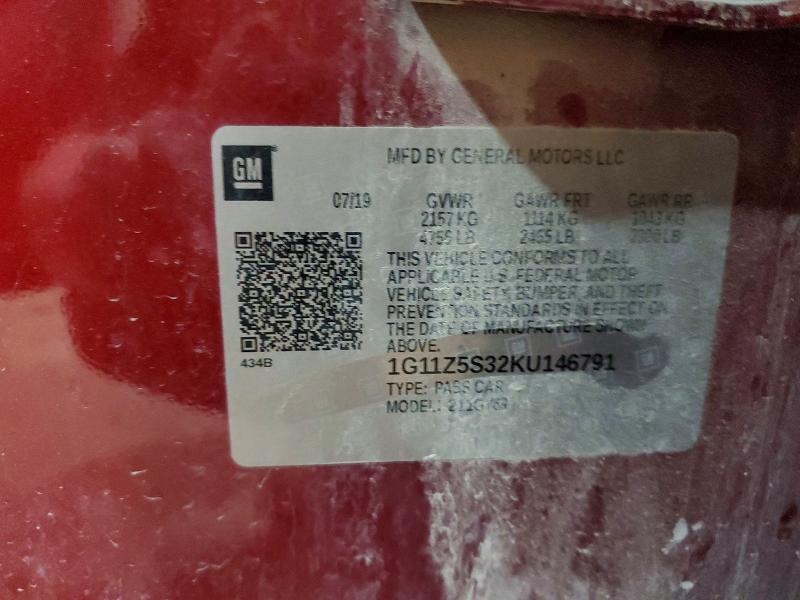 GM
MFD BY GENERAL MOTORS LLC
07/19 GVWR GAWR FRT GAWR RR
2157 KG 1114 KG 1043 KG
4755 LB 2455 LB LB
THIS VEHICLE CONFORMS TO ALL
APPLICABLE U.S. FEDERAL MOTOR
VEHICLE SAFETY, BUMPER, AND THEFT
PREVENTION STANDARDS IN EFFECT ON
THE DATE OF MANUFACTURE SHOWN
ABOVE.
434B
1G11Z5S32KU146791
TYPE: PASS CAR
MODEL: